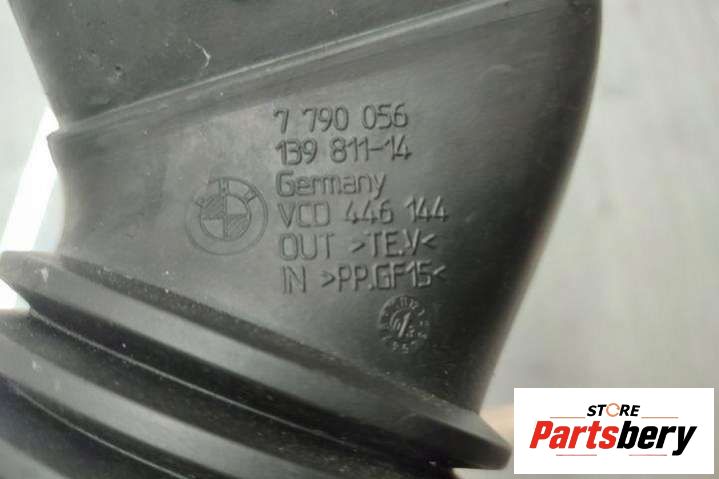 7 790 056
139 811-14
Germany
VCD 446 144
OUT >TE.V<
IN >PP.GF15<
STORE
Partsbery